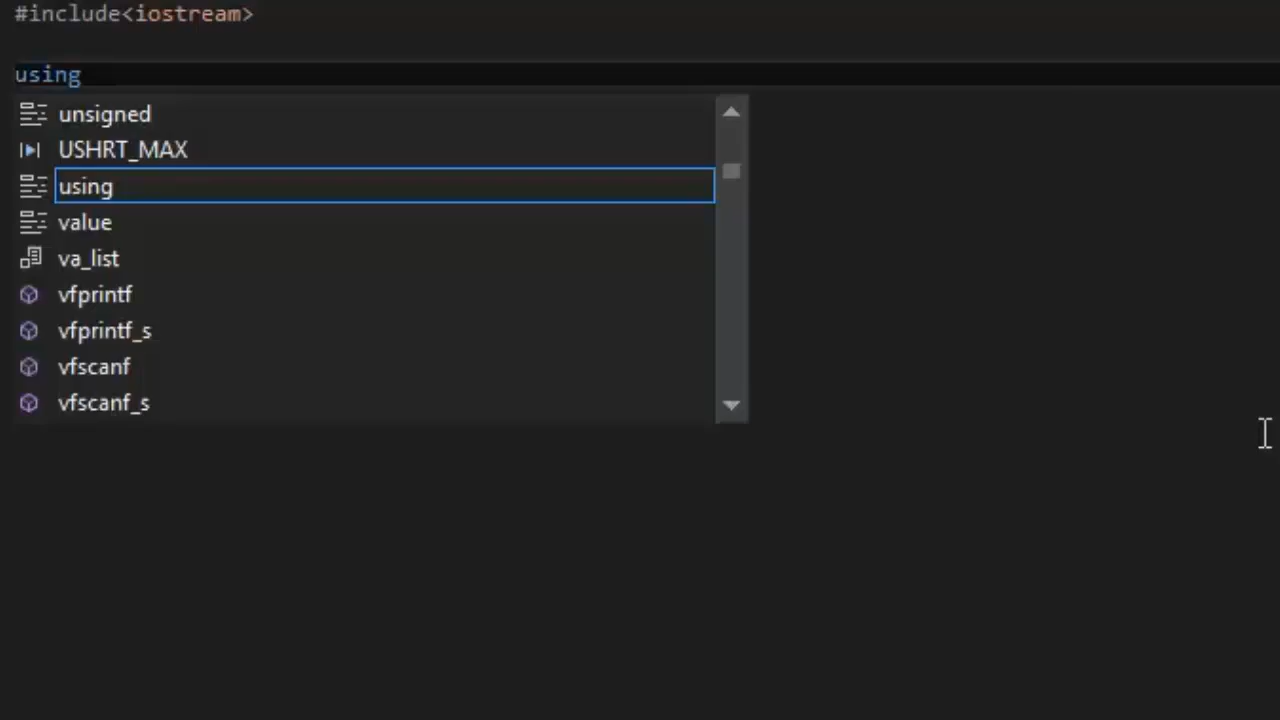 #include<iostream>
using
unsigned
USHRT_MAX
using
value
va_list
vfprintf
vfprintf_s
vfscanf
vfscanf_s